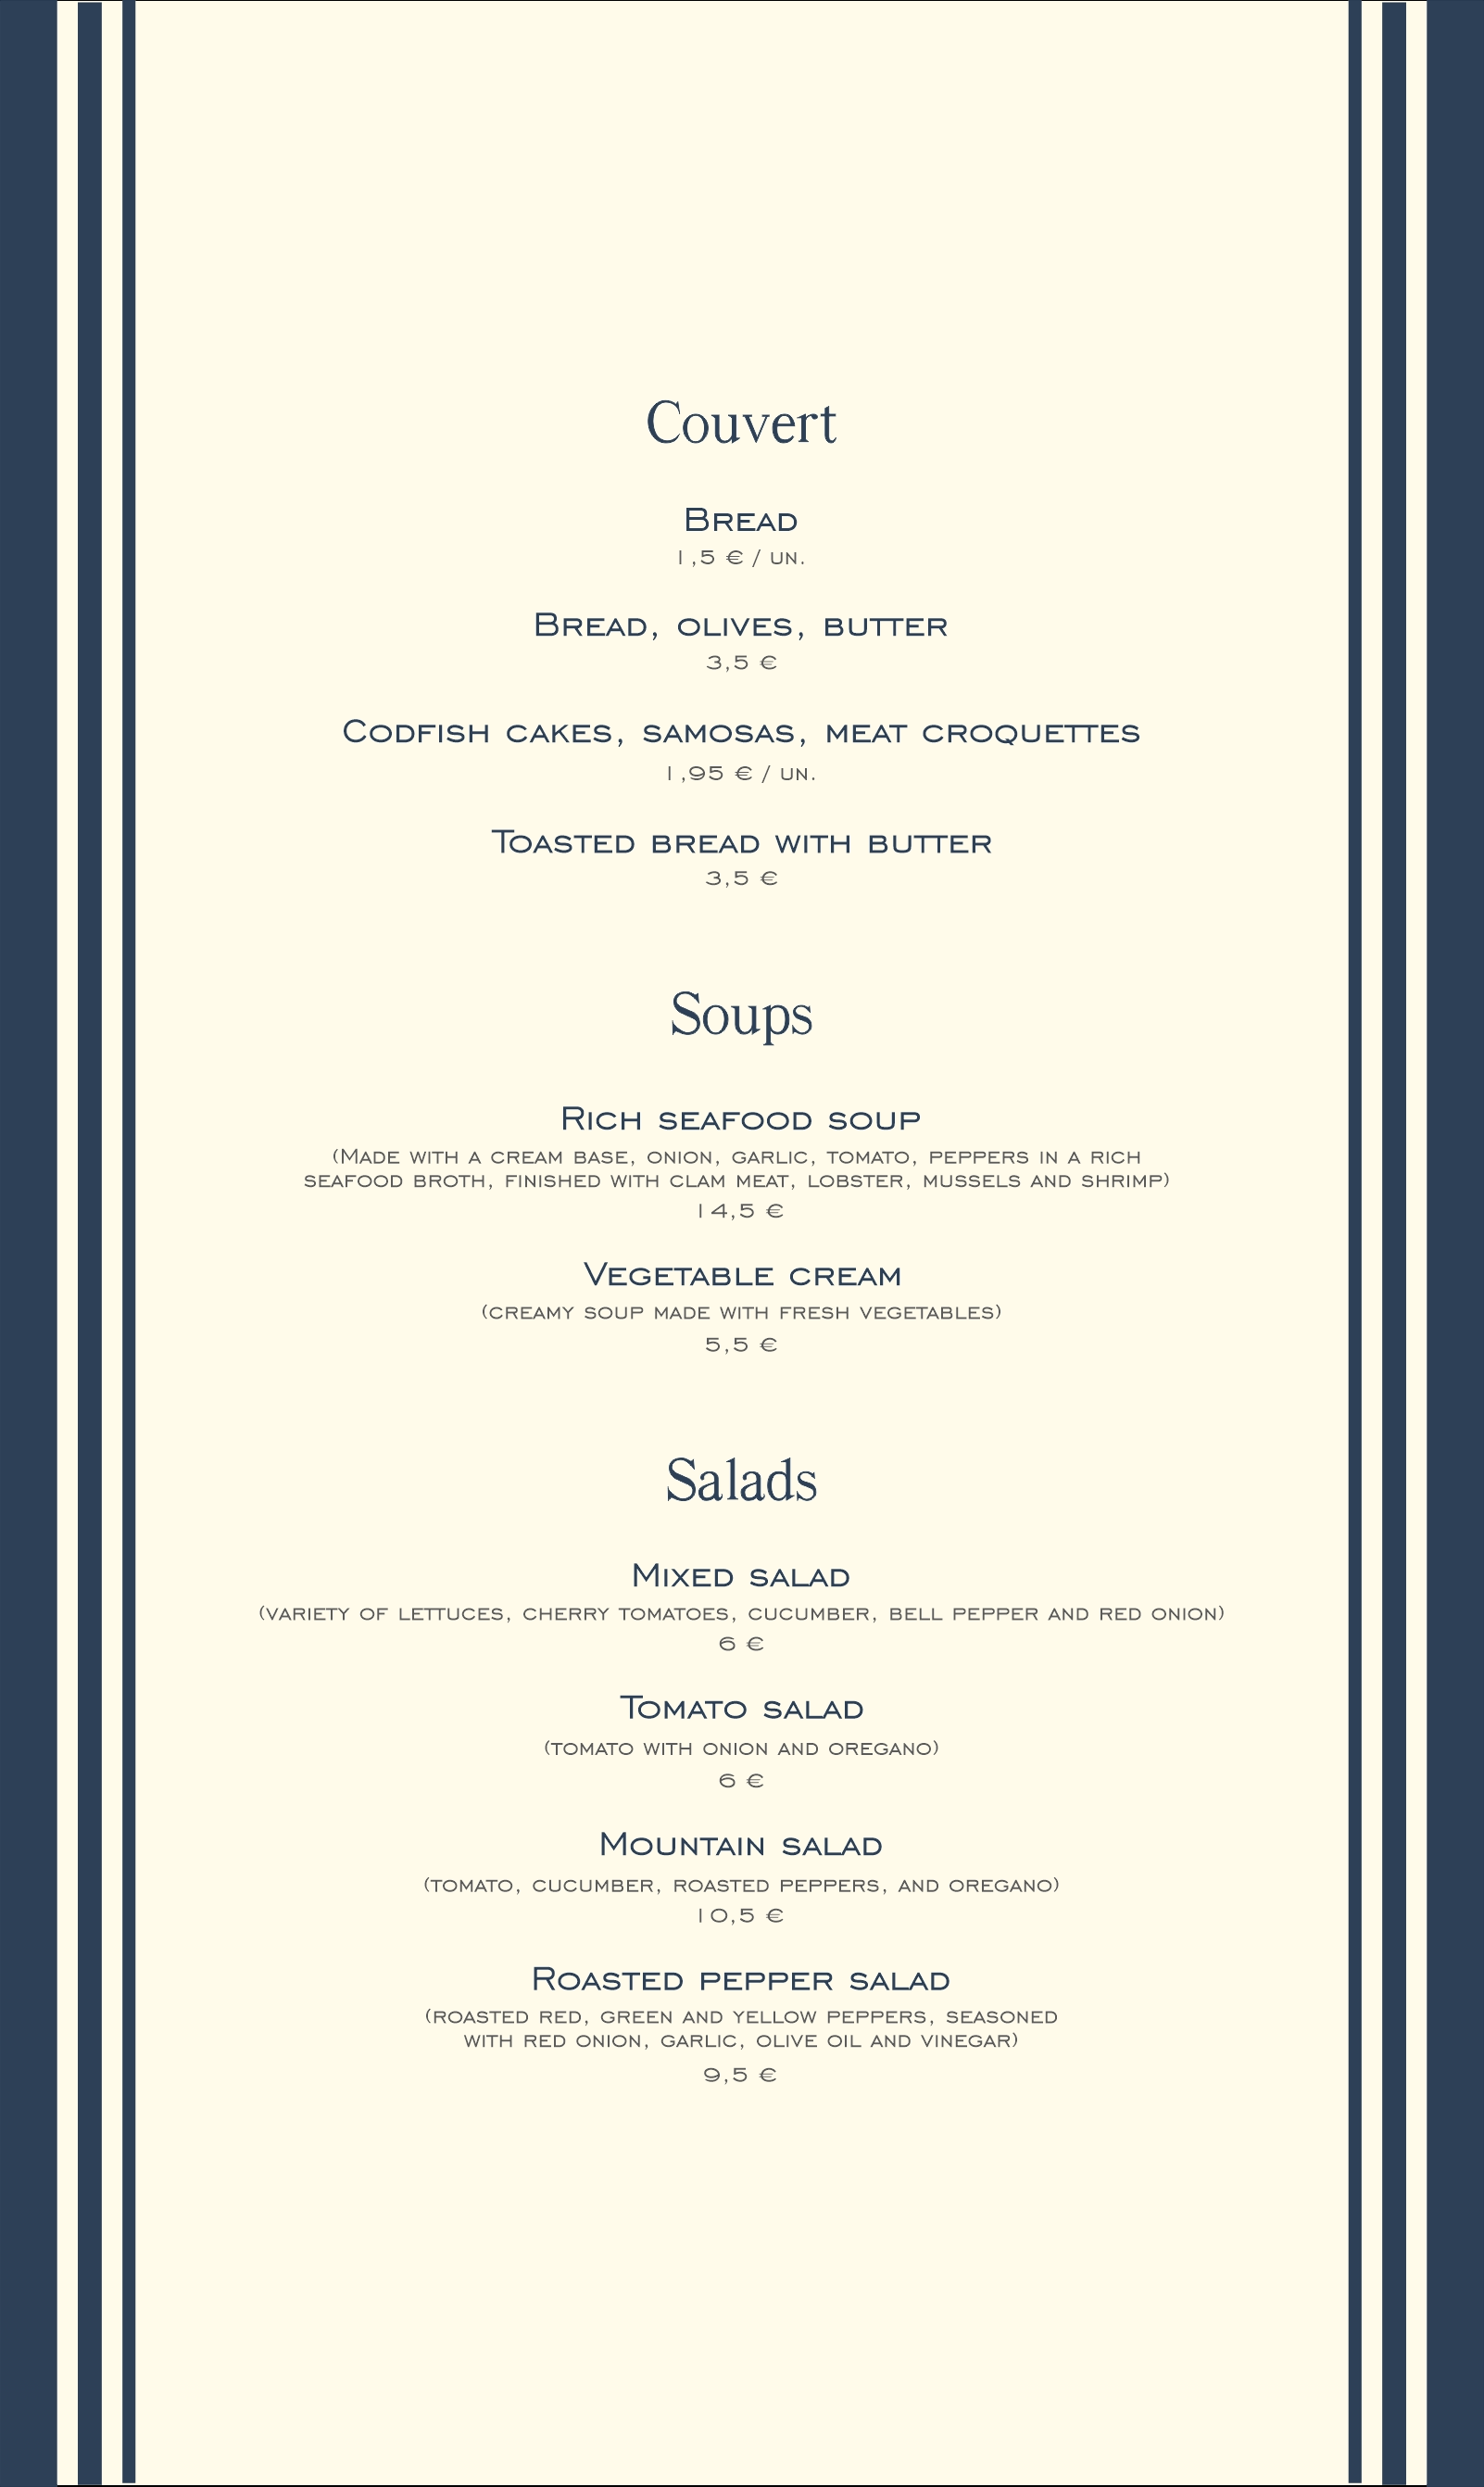 Couvert
Bread
1,5 € / un.
Bread, olives, butter
3,5 €
Codfish cakes, samosas, meat croquettes
1,95 € / un.
Toasted bread with butter
3,5 €
Soups
Rich seafood soup
(Made with a cream base, onion, garlic, tomato, peppers in a rich
seafood broth, finished with clam meat, lobster, mussels and shrimp)
14,5 €
Vegetable cream
(creamy soup made with fresh vegetables)
5,5 €
Salads
Mixed salad
(variety of lettuces, cherry tomatoes, cucumber, bell pepper and red onion)
6 €
Tomato salad
(tomato with onion and oregano)
6 €
Mountain salad
(tomato, cucumber, roasted peppers, and oregano)
10,5 €
Roasted pepper salad
(roasted red, green and yellow peppers, seasoned
with red onion, garlic, olive oil and vinegar)
9,5 €